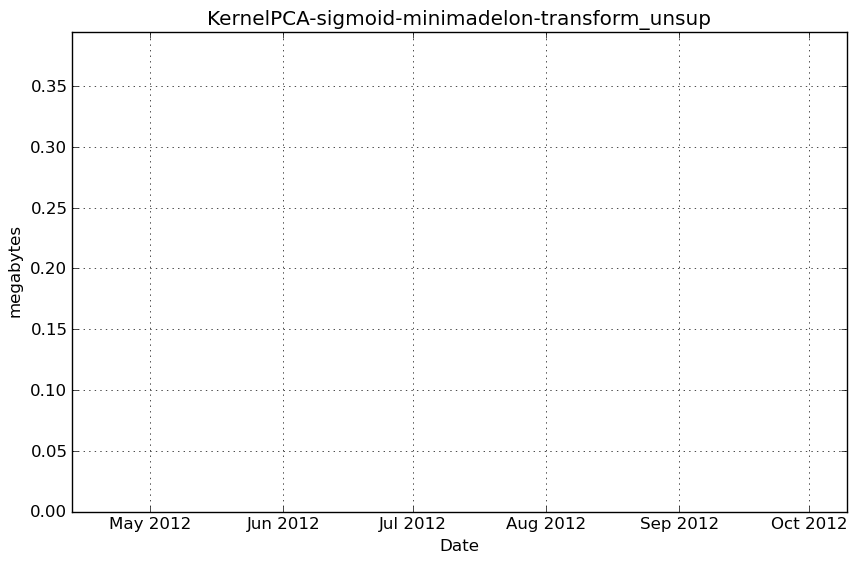 KernelPCA-sigmoid-minimadelon-transform_unsup
0.35
0.30
0.25
0.20
0.15
0.10
0.05
0.00
megabytes
May 2012 Jun 2012 Jul 2012 Aug 2012 Sep 2012 Oct 2012
Date